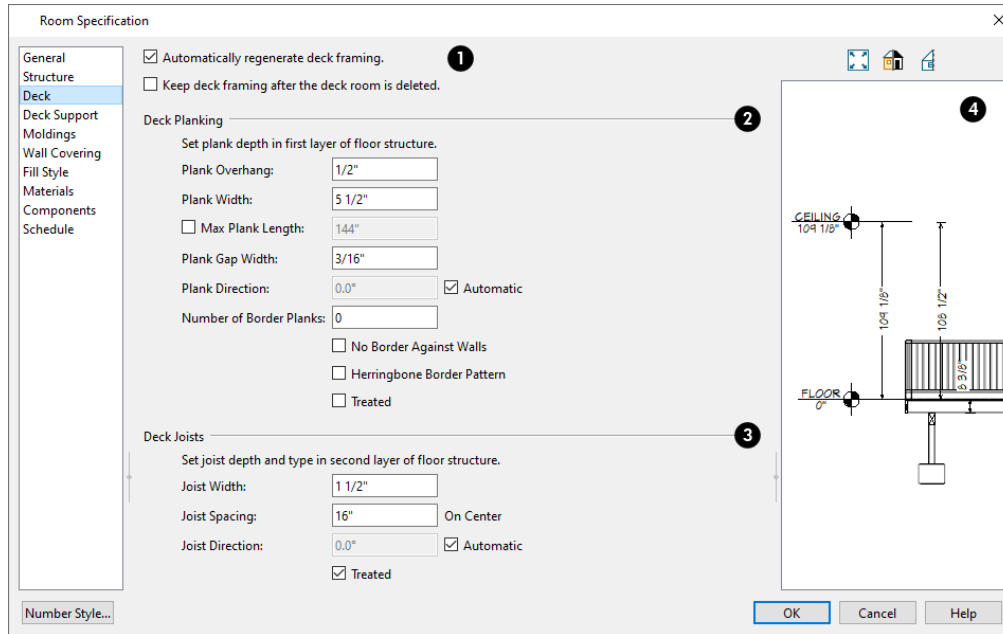 Room Specification
General
Structure
Deck
Deck Support
Moldings
Wall Covering
Fill Style
Materials
Components
Schedule
Automatically regenerate deck framing.
1
Keep deck framing after the deck room is deleted.
Deck Planking
2
Set plank depth in first layer of floor structure.
Plank Overhang: 1/2"
Plank Width: 5 1/2"
Max Plank Length: 144"
Plank Gap Width: 3/16"
Plank Direction: 0.0° Automatic
Number of Border Planks: 0
No Border Against Walls
Herringbone Border Pattern
Treated
Deck Joists
3
Set joist depth and type in second layer of floor structure.
Joist Width: 1 1/2"
Joist Spacing: 16" On Center
Joist Direction: 0.0° Automatic
Treated
4
CEILING
109 1/8"
109 1/8"
108 1/2"
8 3/8"
FLOOR
0"
Number Style...
OK
Cancel
Help